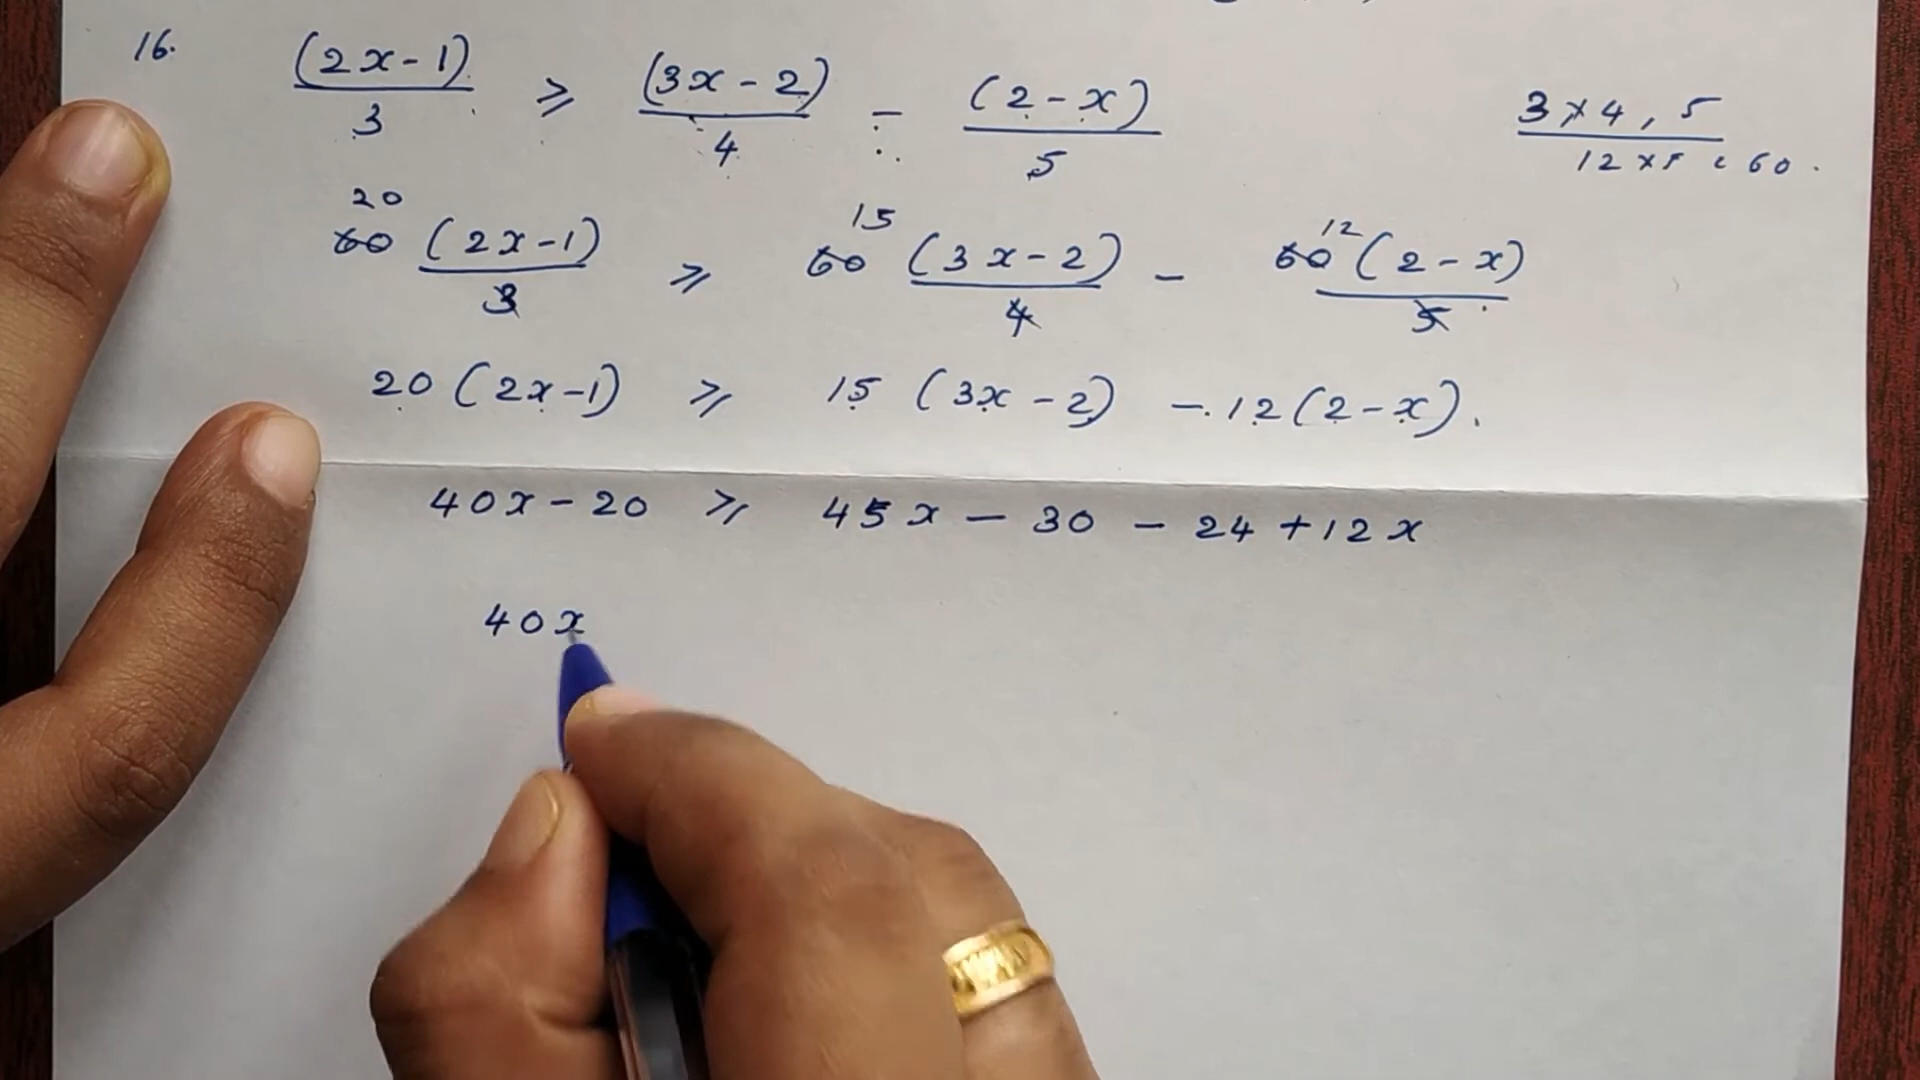 16. (2x-1)/3 ⩾ (3x-2)/4 - (2-x)/5
3 x 4, 5
12 x 5 = 60.
20 15 12
60 (2x-1)/3 ⩾ 60 (3x-2)/4 - 60 (2-x)/5
20 (2x-1) ⩾ 15 (3x-2) - 12 (2-x).
40x - 20 ⩾ 45x - 30 - 24 + 12x
40x